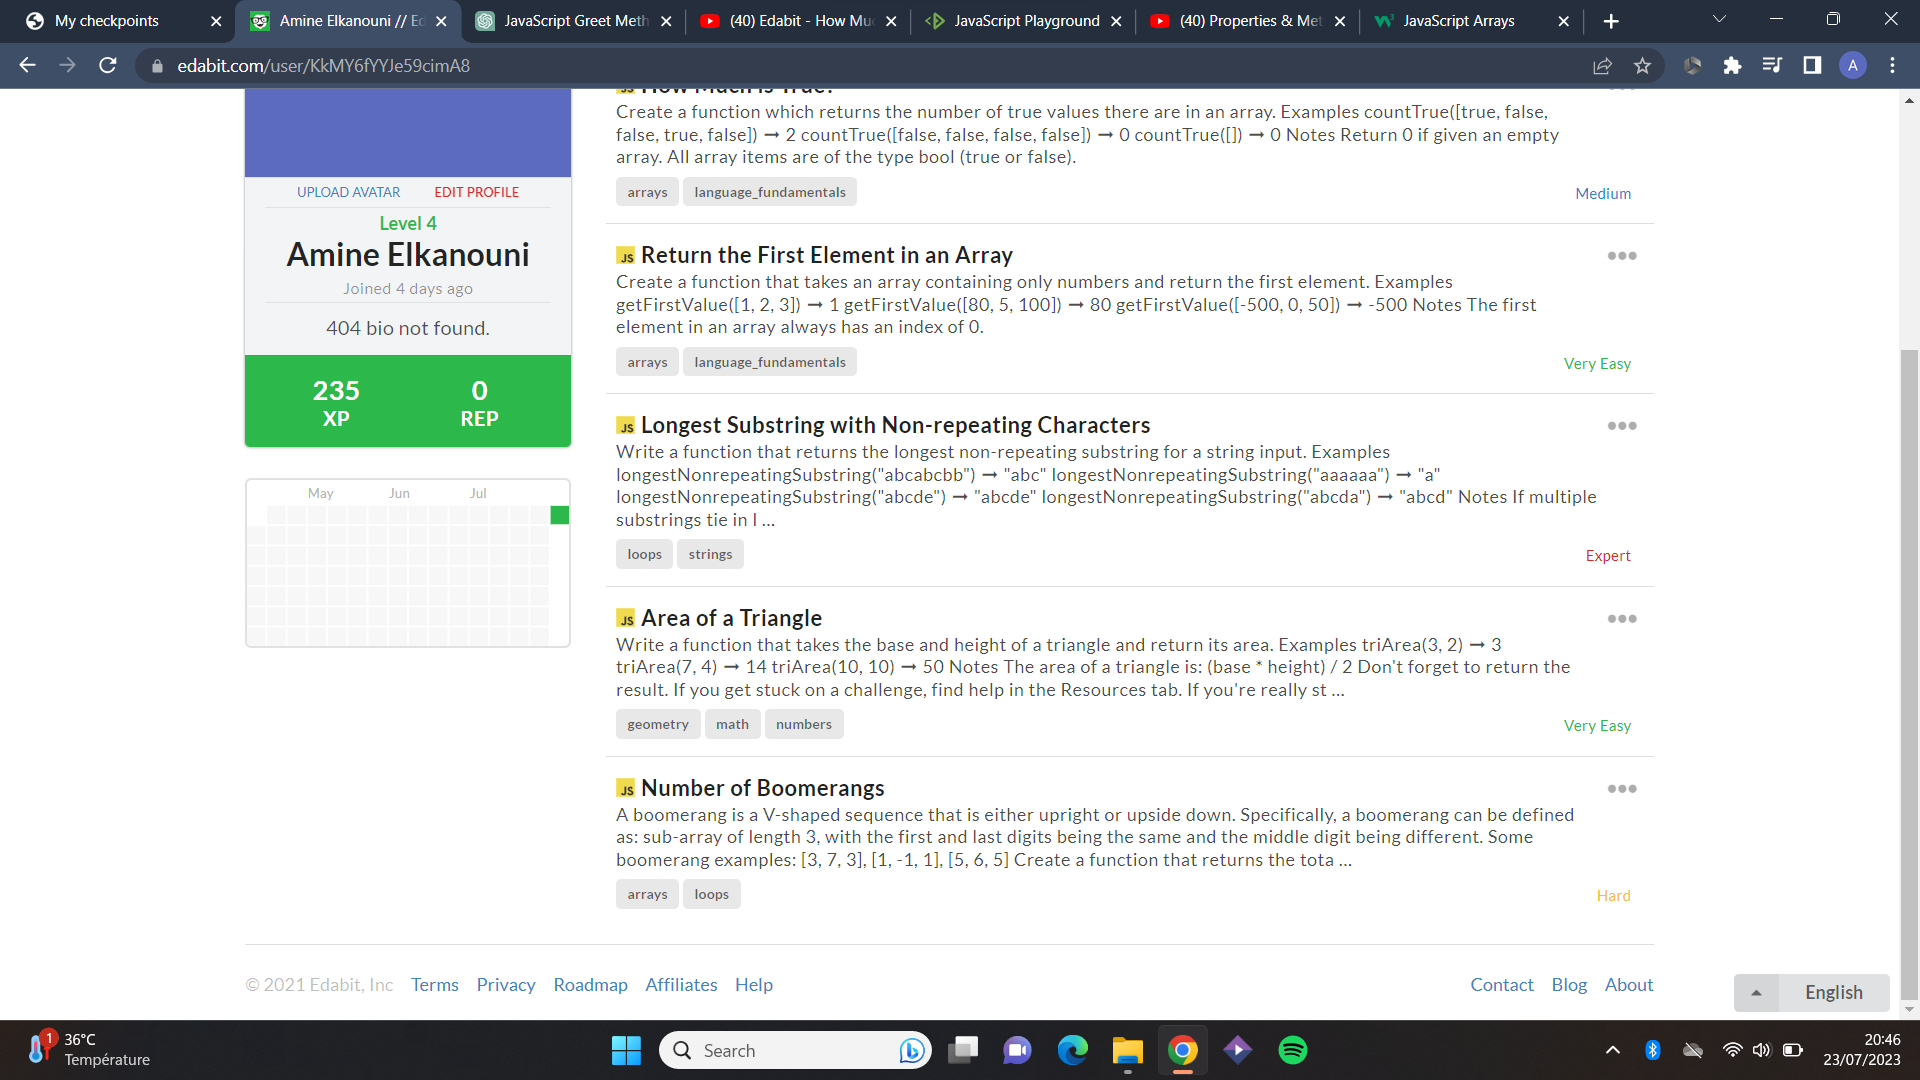 My checkpoints
Amine Elkanouni // Ed
JavaScript Greet Meth
(40) Edabit - How Muc
JavaScript Playground
(40) Properties & Met
JavaScript Arrays
edabit.com/user/KkMY6fYYJe59cimA8
A
How Much is True?
Create a function which returns the number of true values there are in an array. Examples countTrue([true, false,
false, true, false]) ➞ 2 countTrue([false, false, false, false]) ➞ 0 countTrue([]) ➞ 0 Notes Return 0 if given an empty
array. All array items are of the type bool (true or false).
arrays language_fundamentals
Medium
UPLOAD AVATAR EDIT PROFILE
Level 4
Amine Elkanouni
Joined 4 days ago
404 bio not found.
235 0
XP REP
May Jun Jul
JS Return the First Element in an Array
Create a function that takes an array containing only numbers and return the first element. Examples
getFirstValue([1, 2, 3]) ➞ 1 getFirstValue([80, 5, 100]) ➞ 80 getFirstValue([-500, 0, 50]) ➞ -500 Notes The first
element in an array always has an index of 0.
arrays language_fundamentals
Very Easy
JS Longest Substring with Non-repeating Characters
Write a function that returns the longest non-repeating substring for a string input. Examples
longestNonrepeatingSubstring("abcabcbb") ➞ "abc" longestNonrepeatingSubstring("aaaaaa") ➞ "a"
longestNonrepeatingSubstring("abcde") ➞ "abcde" longestNonrepeatingSubstring("abcda") ➞ "abcd" Notes If multiple
substrings tie in l ...
loops strings
Expert
JS Area of a Triangle
Write a function that takes the base and height of a triangle and return its area. Examples triArea(3, 2) ➞ 3
triArea(7, 4) ➞ 14 triArea(10, 10) ➞ 50 Notes The area of a triangle is: (base * height) / 2 Don't forget to return the
result. If you get stuck on a challenge, find help in the Resources tab. If you're really st ...
geometry math numbers
Very Easy
JS Number of Boomerangs
A boomerang is a V-shaped sequence that is either upright or upside down. Specifically, a boomerang can be defined
as: sub-array of length 3, with the first and last digits being the same and the middle digit being different. Some
boomerang examples: [3, 7, 3], [1, -1, 1], [5, 6, 5] Create a function that returns the tota ...
arrays loops
Hard
© 2021 Edabit, Inc Terms Privacy Roadmap Affiliates Help
Contact Blog About
English
1
36°C
Température
Search
20:46
23/07/2023